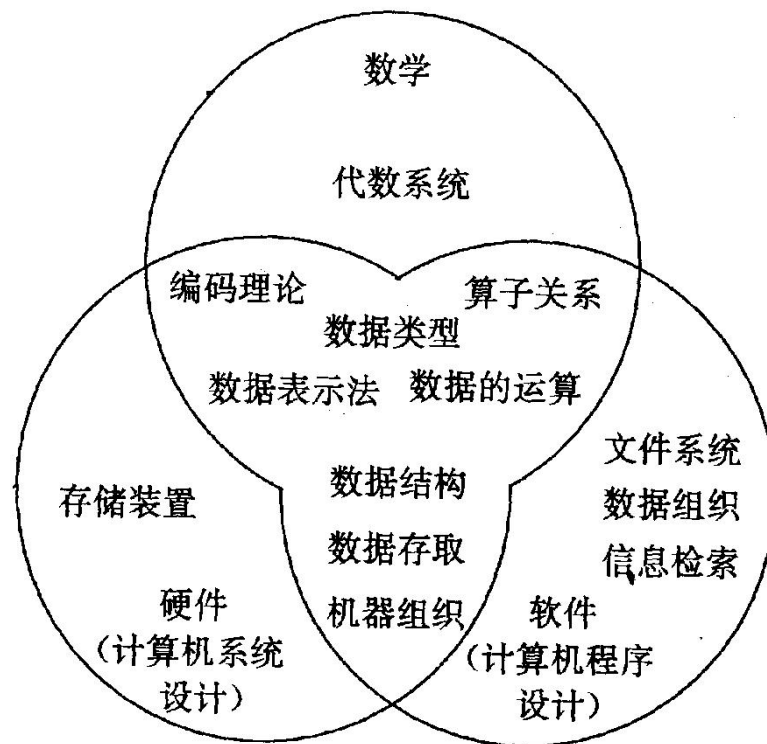 数学
代数系统
编码理论
算子关系
数据类型
数据表示法
数据的运算
文件系统
数据组织
信息检索
存储装置
数据结构
数据存取
机器组织
硬件
（计算机系统
设计）
软件
（计算机程序
设计）